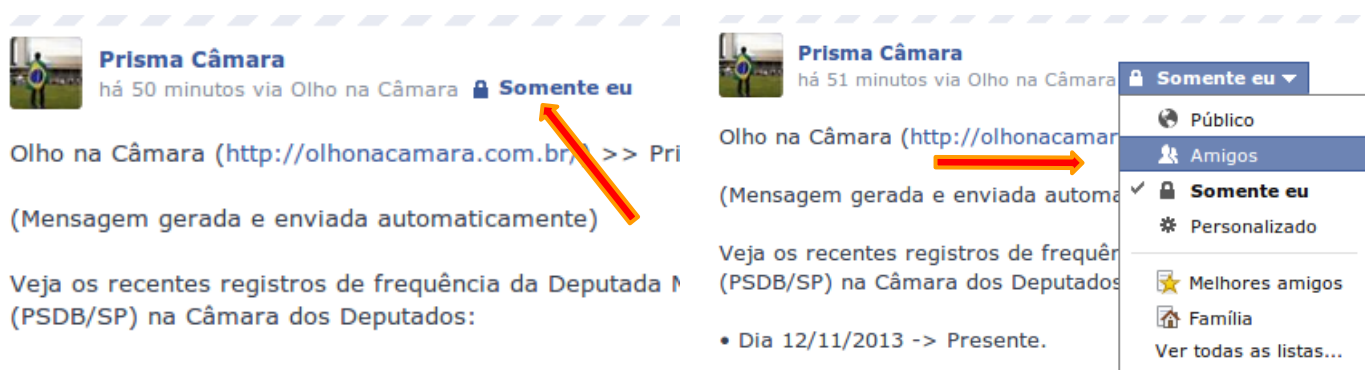 Prisma Câmara
há 50 minutos via Olho na Câmara Somente eu
Olho na Câmara (http://olhonacamara.com.br/) >> Pri
(Mensagem gerada e enviada automaticamente)
Veja os recentes registros de frequência da Deputada
(PSDB/SP) na Câmara dos Deputados:
Prisma Câmara
há 51 minutos via Olho na Câmara
Olho na Câmara (http://olhonacamar
(Mensagem gerada e enviada automa
Veja os recentes registros de frequêr
(PSDB/SP) na Câmara dos Deputados
• Dia 12/11/2013 -> Presente.
Somente eu
Público
Amigos
Somente eu
Personalizado
Melhores amigos
Família
Ver todas as listas...